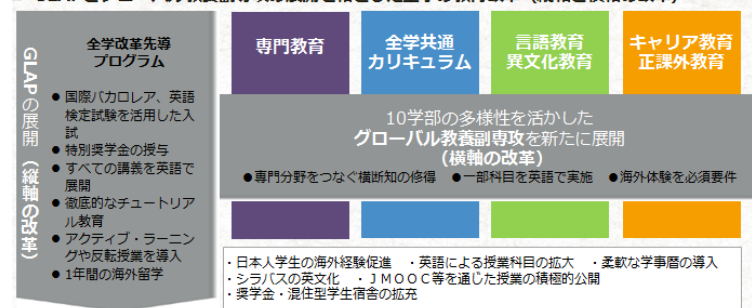 GLAPの展開（縦軸の改革）
全学改革先導
プログラム
● 国際バカロレア、英語
検定試験を活用した入
試
● 特別奨学金の授与
● すべての講義を英語で
展開
● 徹底的なチュートリア
ル教育
● アクティブ・ラーニン
グや反転授業を導入
● 1年間の海外留学
専門教育
全学共通
カリキュラム
言語教育
異文化教育
キャリア教育
正課外教育
10学部の多様性を活かした
グローバル教養副専攻を新たに展開
(横軸の改革)
●専門分野をつなぐ横断知の修得 ●一部科目を英語で実施 ●海外体験を必須要件
・日本人学生の海外経験促進 ・英語による授業科目の拡大 ・柔軟な学事暦の導入
・シラバスの英文化 ・ＪＭＯＯＣ等を通じた授業の積極的公開
・奨学金・混住型学生宿舎の拡充